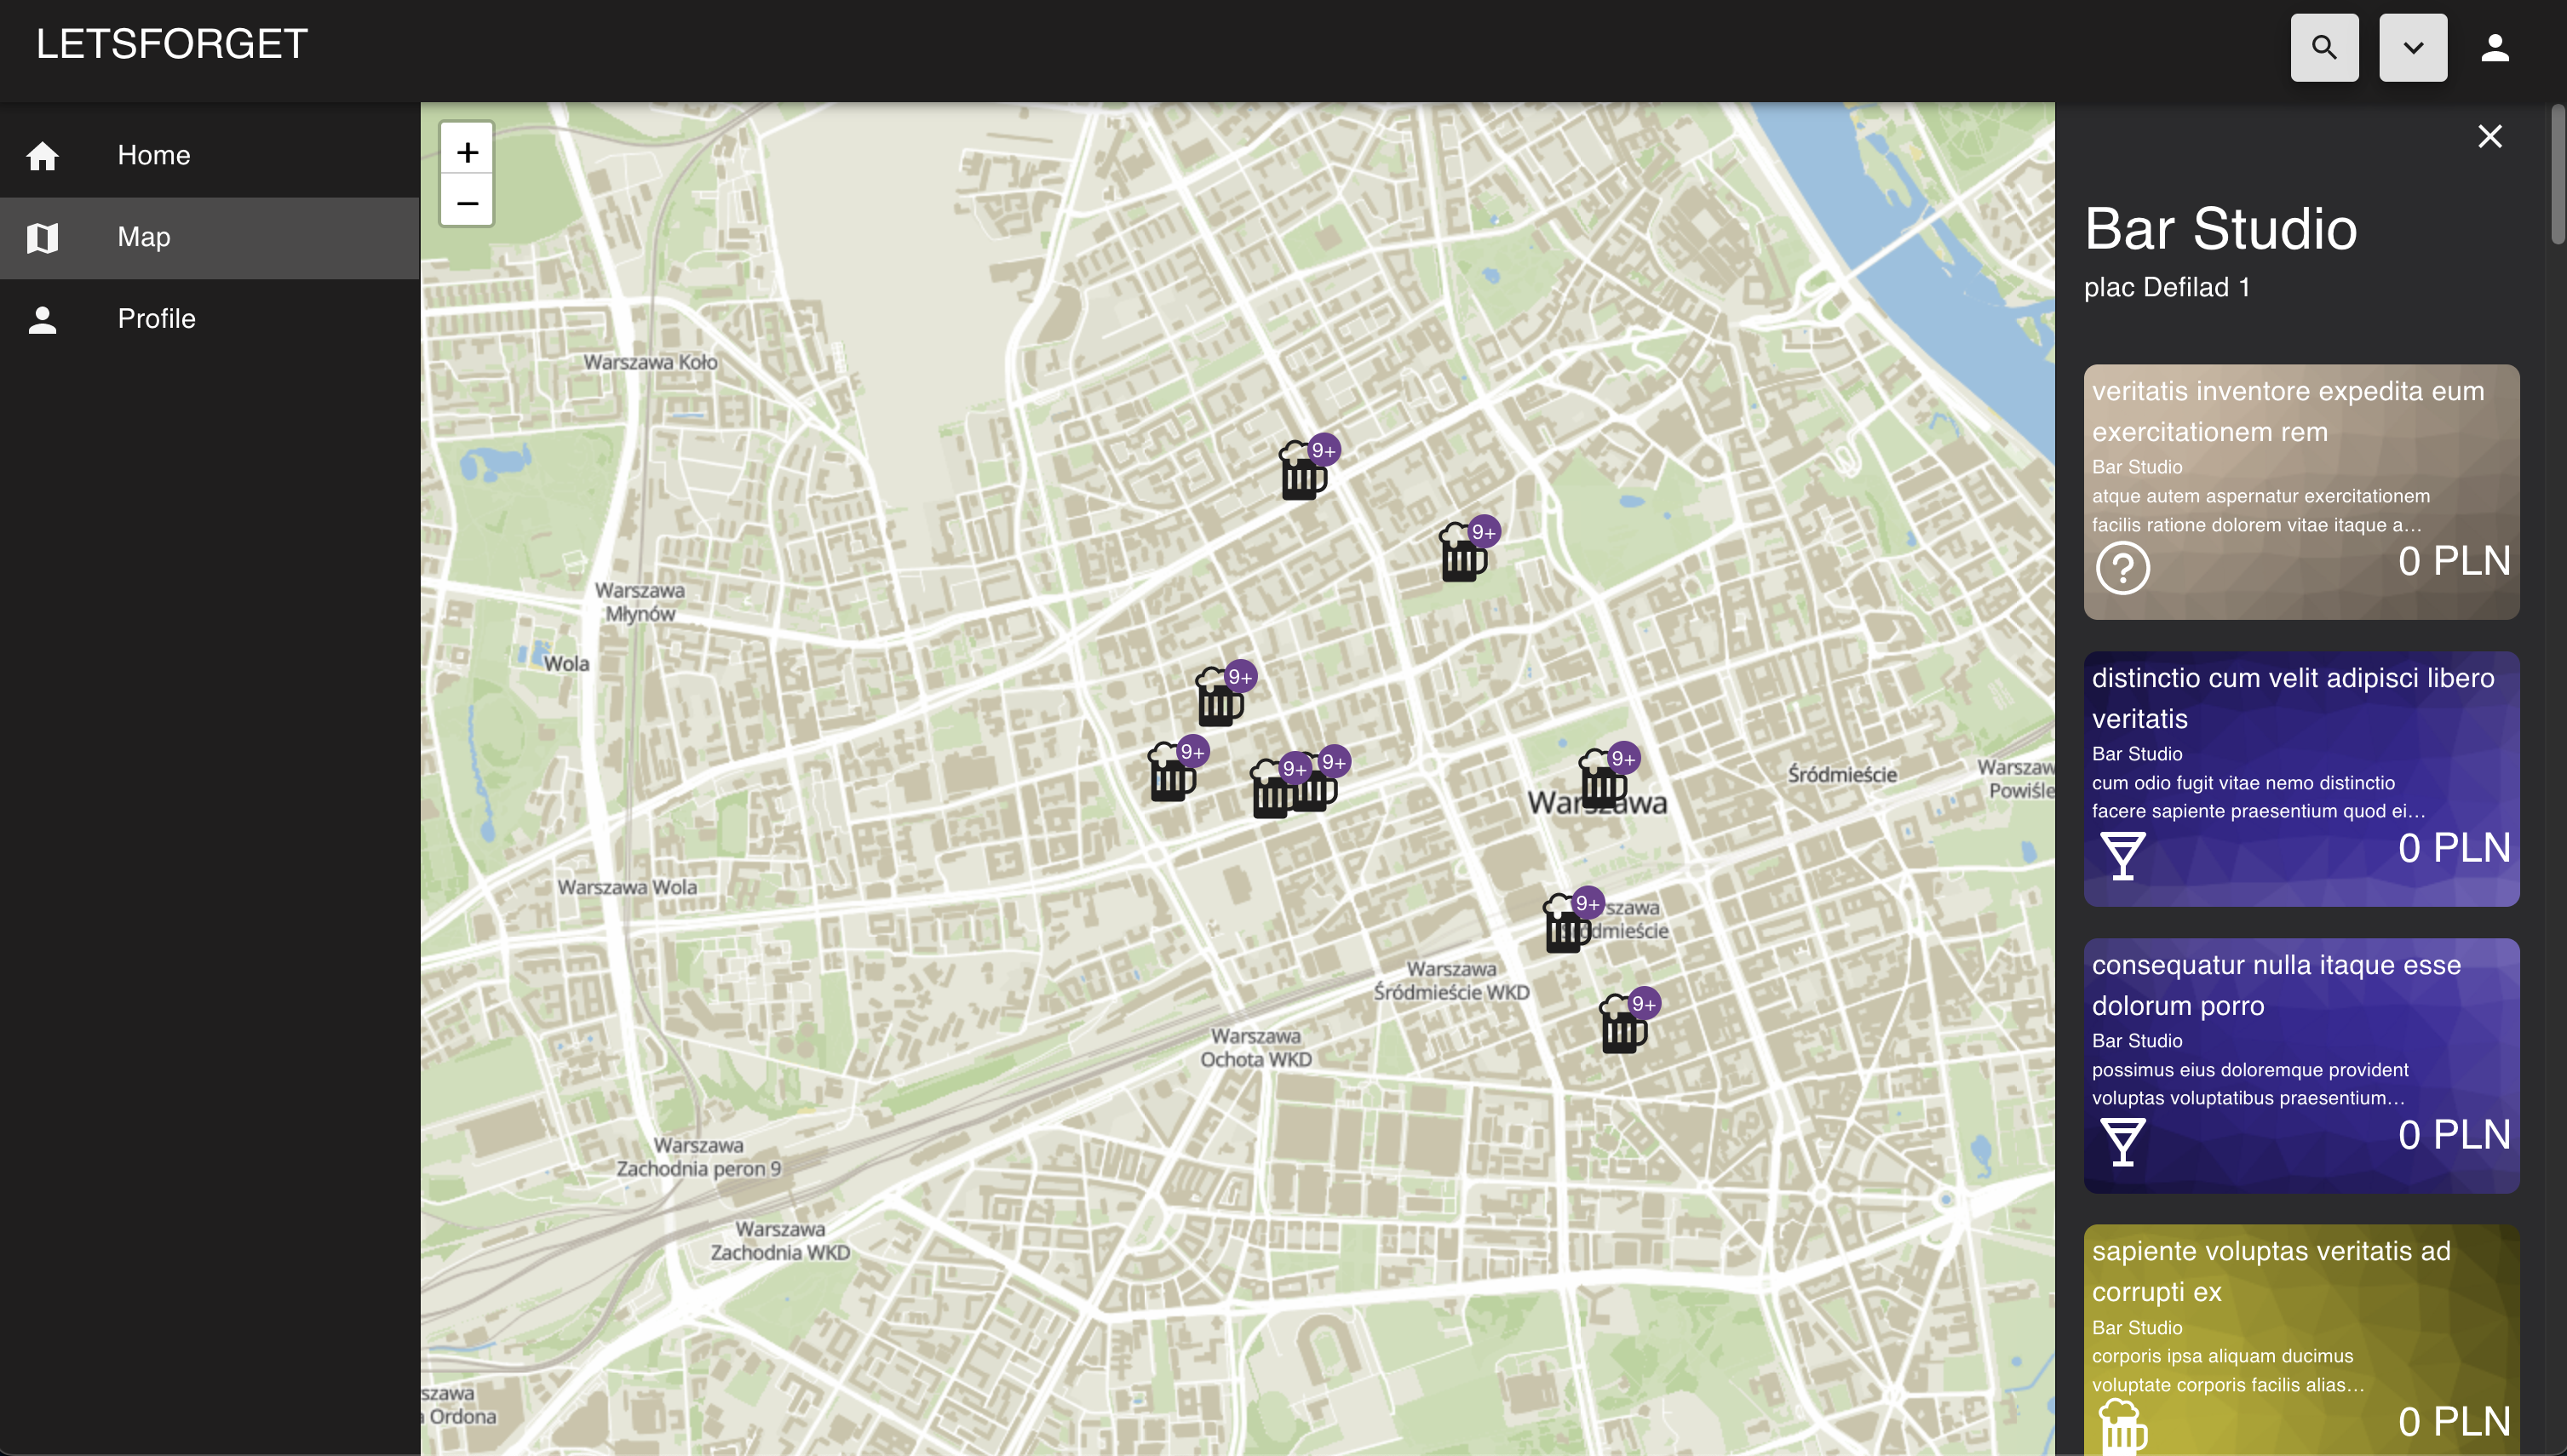 LETSFORGET
Home
Map
Profile
+
−
Warszawa Koło
Warszawa
Młynów
Wola
Warszawa Wola
9+
9+
9+
9+
9+
9+
9+
9+
9+
Warszawa
Śródmieście
Powiśle
Warszawa
Śródmieście WKD
Warszawa
Ochota WKD
Warszawa
Zachodnia peron 9
Warszawa
Zachodnia WKD
szawa
Ordona
Bar Studio
plac Defilad 1
veritatis inventore expedita eum
exercitationem rem
Bar Studio
atque autem aspernatur exercitationem
facilis ratione dolorem vitae itaque a…
0 PLN
distinctio cum velit adipisci libero
veritatis
Bar Studio
cum odio fugit vitae nemo distinctio
facere sapiente praesentium quod ei…
0 PLN
consequatur nulla itaque esse
dolorum porro
Bar Studio
possimus eius doloremque provident
voluptas voluptatibus praesentium…
0 PLN
sapiente voluptas veritatis ad
corrupti ex
Bar Studio
corporis ipsa aliquam ducimus
voluptate corporis facilis alias…
0 PLN